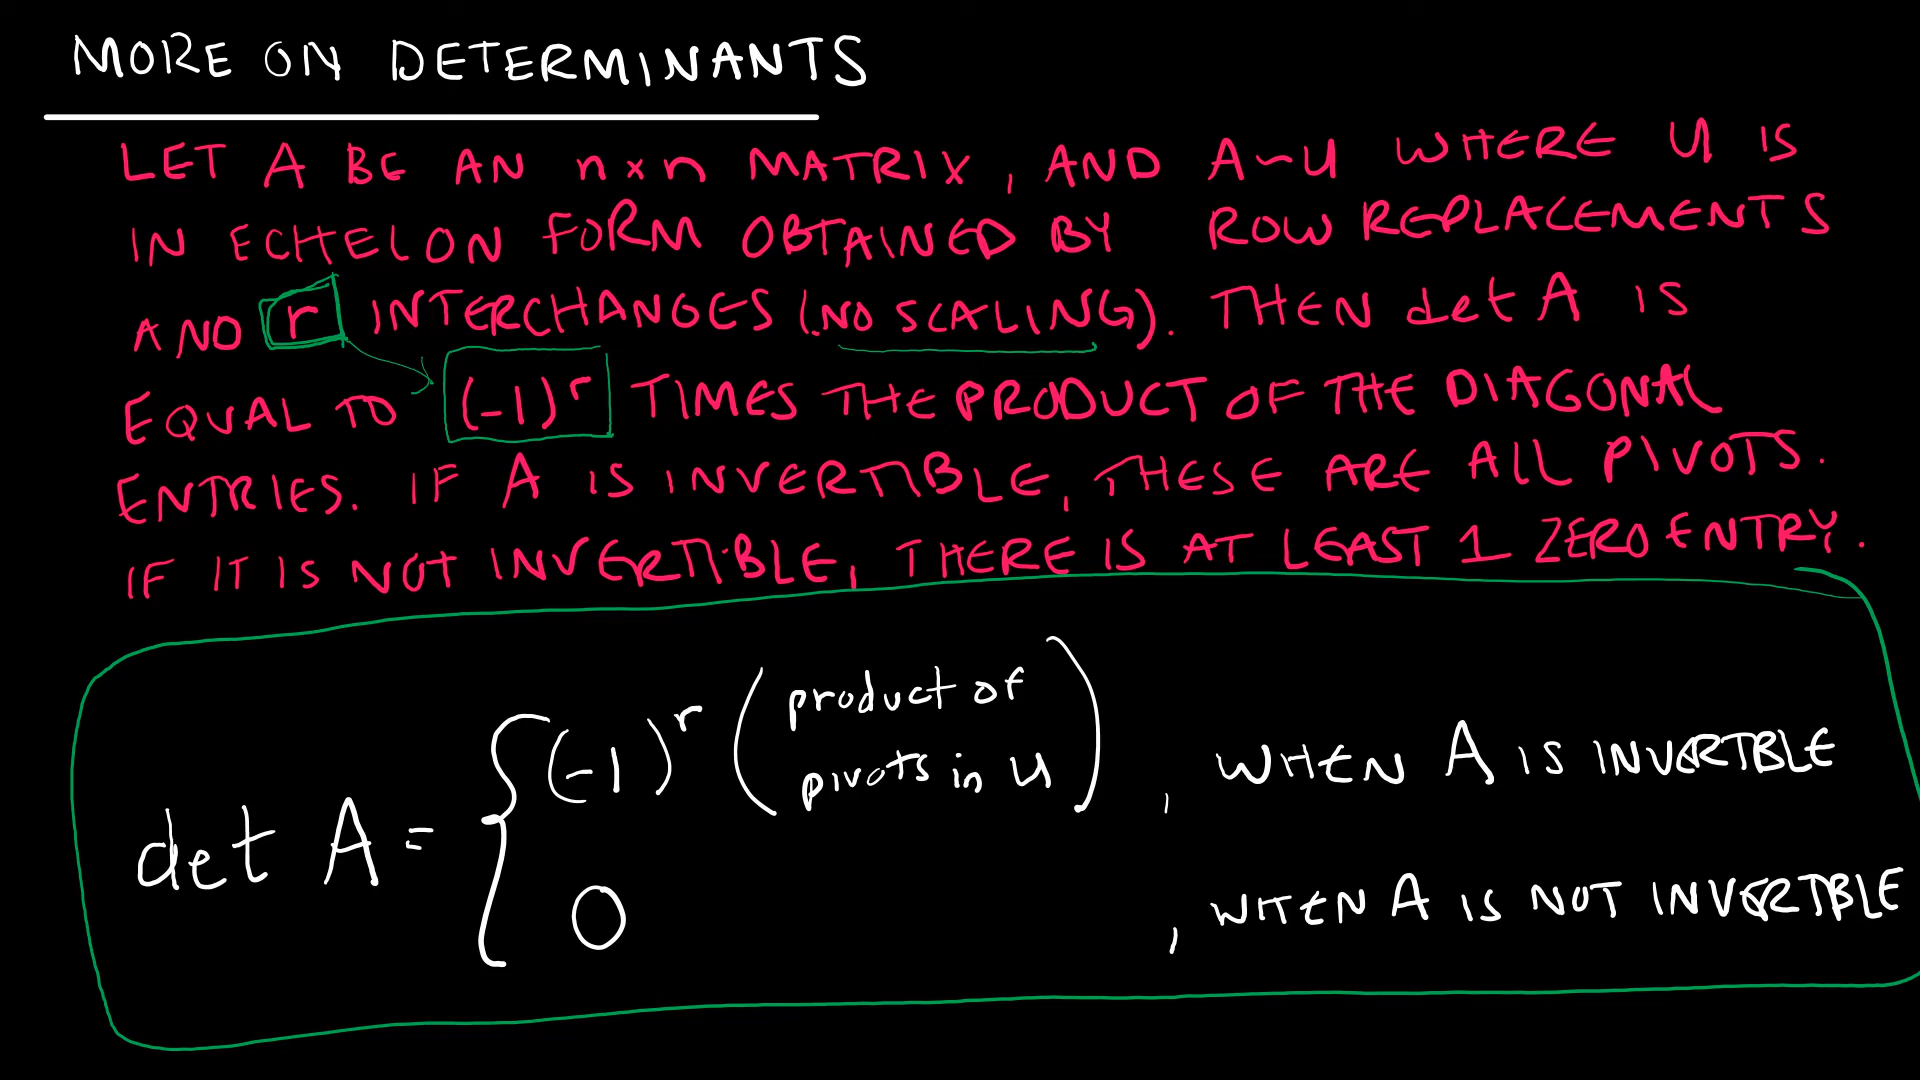 MORE ON DETERMINANTS
LET A BE AN n×n MATRIX, AND A~U WHERE U IS
IN ECHELON FORM OBTAINED BY ROW REPLACEMENTS
AND r INTERCHANGES (NO SCALING). THEN det A IS
EQUAL TO (-1)^r TIMES THE PRODUCT OF THE DIAGONAL
ENTRIES. IF A IS INVERTIBLE, THESE ARE ALL PIVOTS.
IF IT IS NOT INVERTIBLE, THERE IS AT LEAST 1 ZERO ENTRY.
det A = { (-1)^r (product of pivots in U), WHEN A IS INVERTIBLE
0, WHEN A IS NOT INVERTIBLE